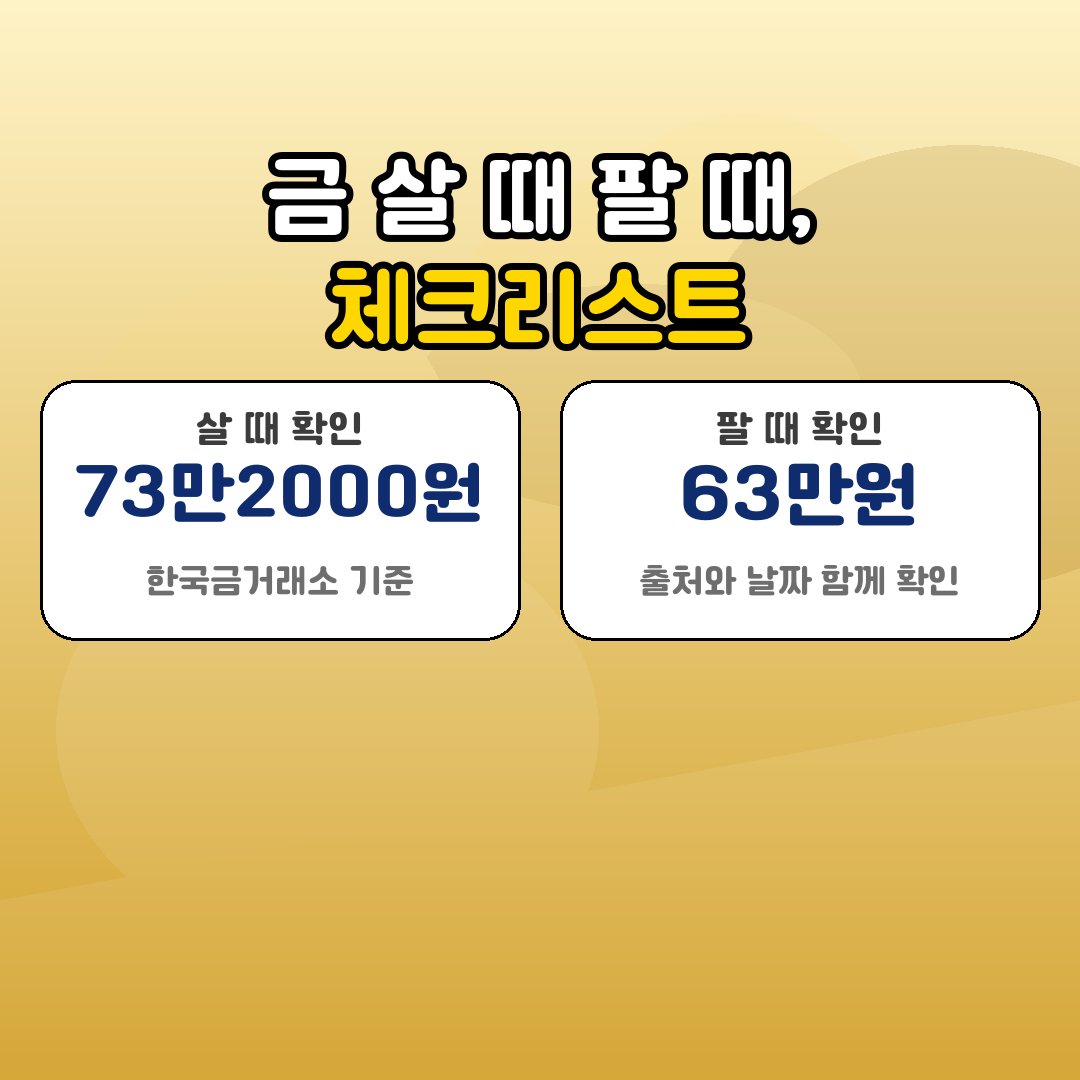 금 살 때 팔 때,
체크리스트
살 때 확인
73만2000원
한국금거래소 기준
팔 때 확인
63만원
출처와 날짜 함께 확인